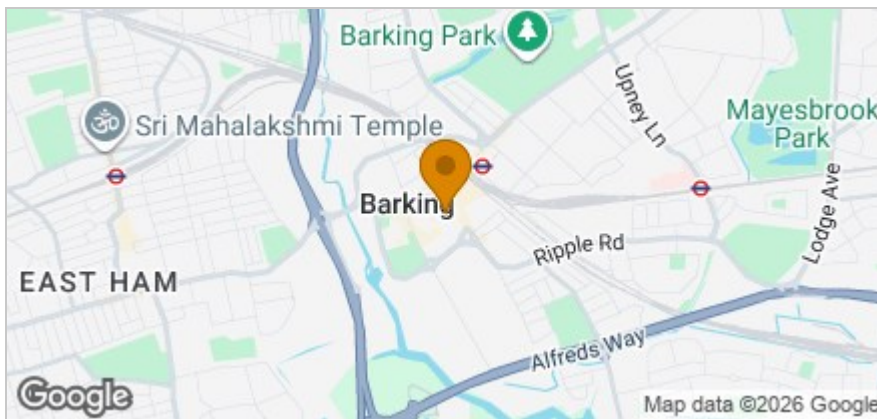 Barking Park
Upney Ln
Mayesbrook
Park
ॐ
Sri Mahalakshmi Temple
Barking
Lodge Ave
Ripple Rd
EAST HAM
Alfreds Way
Google
Map data ©2026 Google